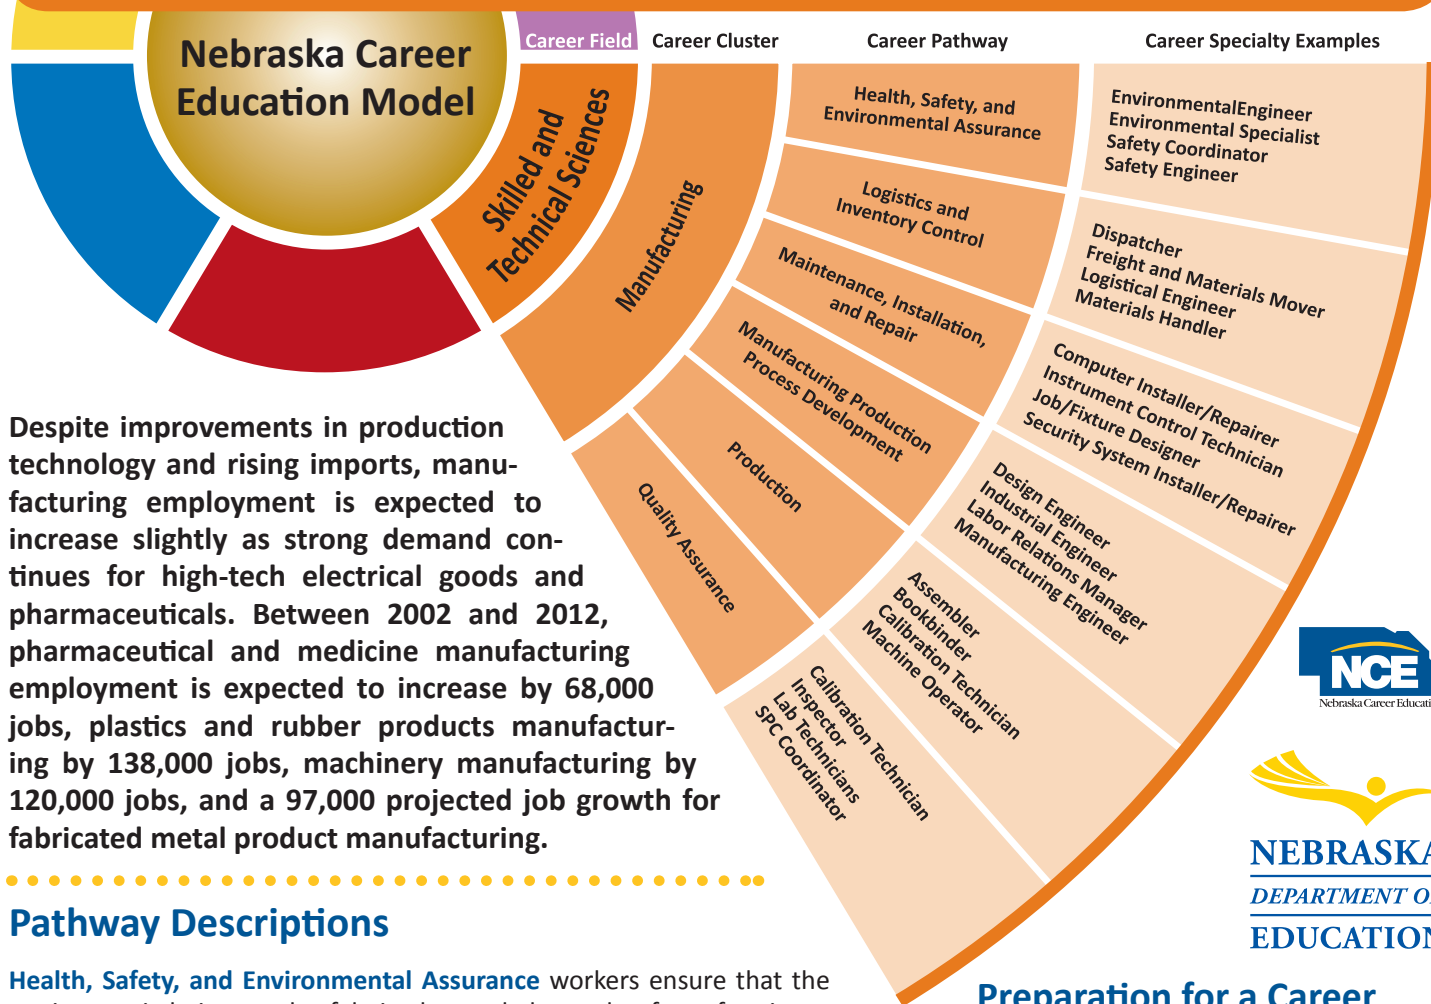 Nebraska Career
Education Model
Career Field
Career Cluster
Career Pathway
Career Specialty Examples
Skilled and
Technical Sciences
Manufacturing
Health, Safety, and
Environmental Assurance
EnvironmentalEngineer
Environmental Specialist
Safety Coordinator
Safety Engineer
Logistics and
Inventory Control
Dispatcher
Freight and Materials Mover
Logistical Engineer
Materials Handler
Maintenance, Installation,
and Repair
Computer Installer/Repairer
Instrument Control Technician
Job/Fixture Designer
Security System Installer/Repairer
Manufacturing Production
Process Development
Design Engineer
Industrial Engineer
Labor Relations Manager
Manufacturing Engineer
Production
Assembler
Bookbinder
Calibration Technician
Machine Operator
Quality Assurance
Calibration Technician
Inspector
Lab Technicians
SPC Coordinator
Despite improvements in production
technology and rising imports, manu-
facturing employment is expected to
increase slightly as strong demand con-
tinues for high-tech electrical goods and
pharmaceuticals. Between 2002 and 2012,
pharmaceutical and medicine manufacturing
employment is expected to increase by 68,000
jobs, plastics and rubber products manufactur-
ing by 138,000 jobs, machinery manufacturing by
120,000 jobs, and a 97,000 projected job growth for
fabricated metal product manufacturing.
NCE
Nebraska Career Educati
NEBRASKA
DEPARTMENT O
EDUCATION
Pathway Descriptions
Health, Safety, and Environmental Assurance workers ensure that the
Preparation for a Career